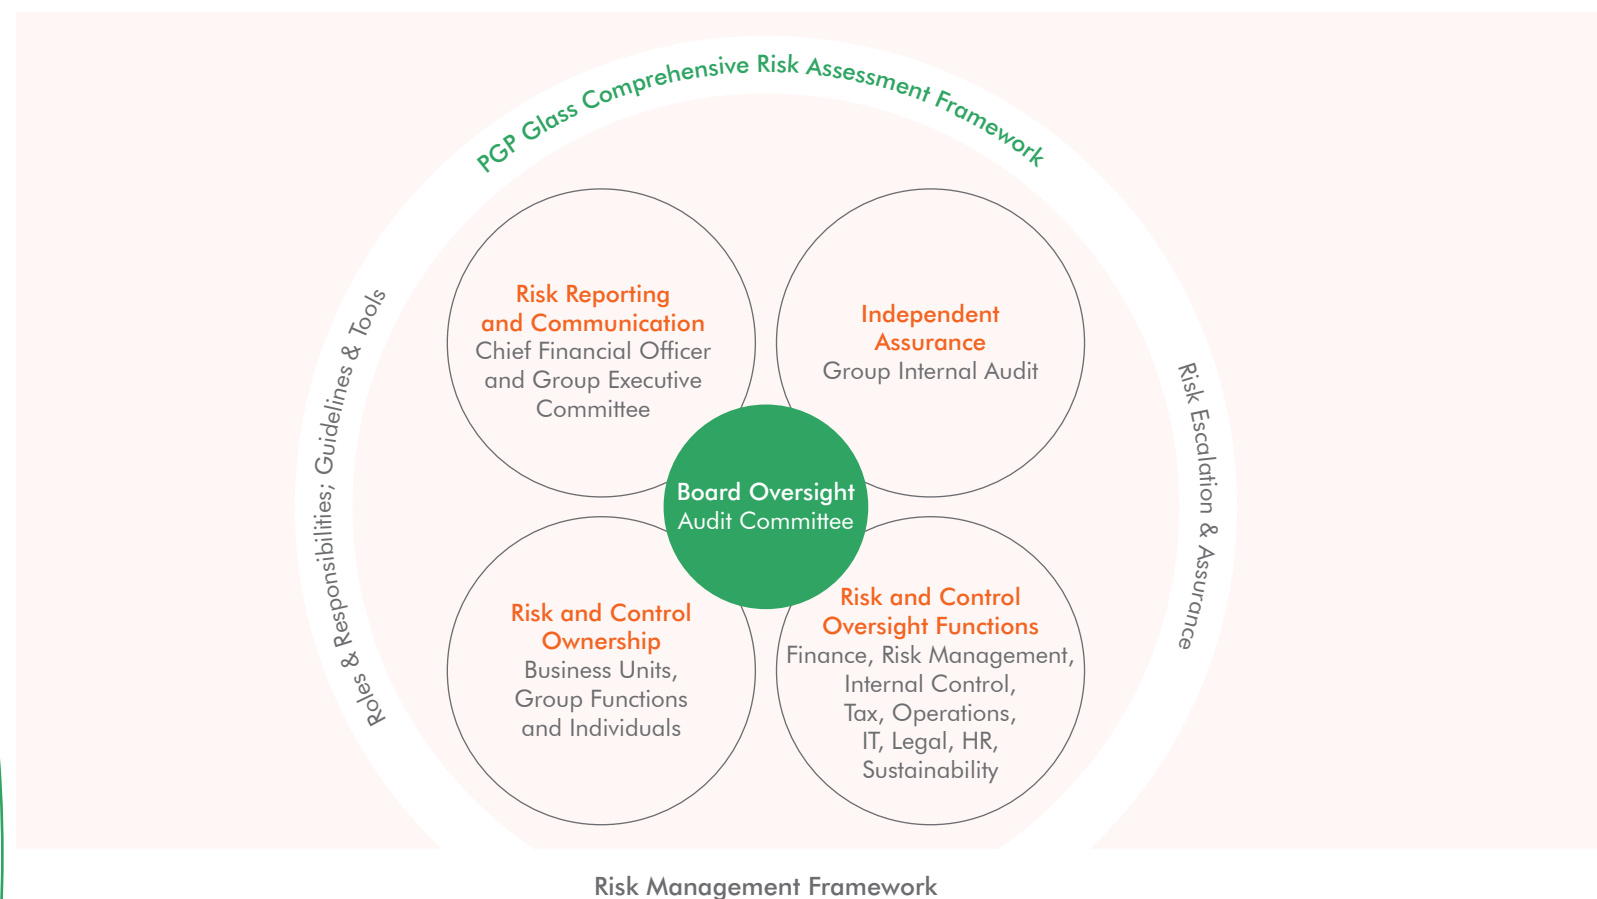 PGP Glass Comprehensive Risk Assessment Framework
Roles & Responsibilities; Guidelines & Tools
Risk Reporting
and Communication
Chief Financial Officer
and Group Executive
Committee
Independent
Assurance
Group Internal Audit
Risk Escalation & Assurance
Board Oversight
Audit Committee
Risk and Control
Ownership
Business Units,
Group Functions
and Individuals
Risk and Control
Oversight Functions
Finance, Risk Management,
Internal Control,
Tax, Operations,
IT, Legal, HR,
Sustainability
Risk Management Framework